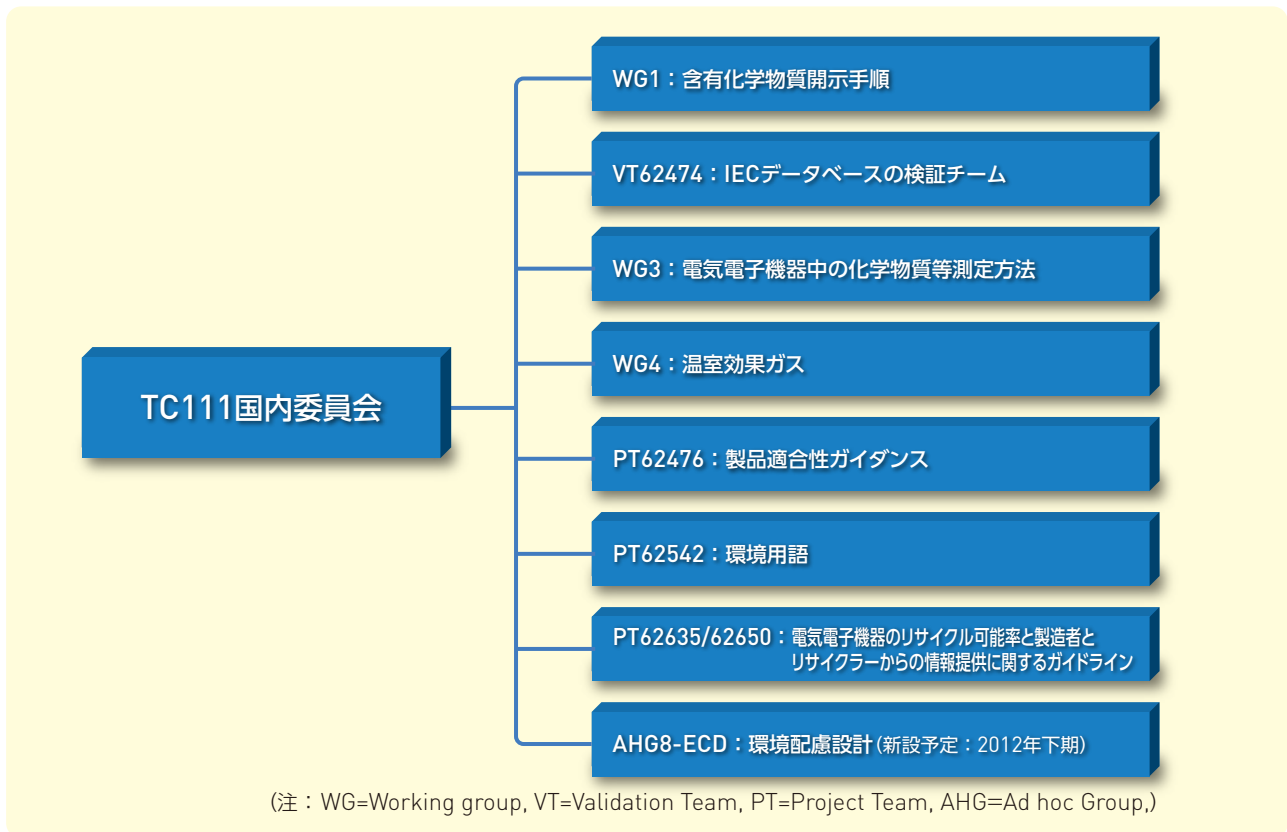 WG1：含有化学物質開示手順
VT62474：IECデータベースの検証チーム
WG3：電気電子機器中の化学物質等測定方法
WG4：温室効果ガス
TC111国内委員会
PT62476：製品適合性ガイダンス
PT62542：環境用語
PT62635/62650：電気電子機器のリサイクル可能率と製造者と
リサイクラーからの情報提供に関するガイドライン
AHG8-ECD：環境配慮設計(新設予定：2012年下期)
(注：WG=Working group, VT=Validation Team, PT=Project Team, AHG=Ad hoc Group,)